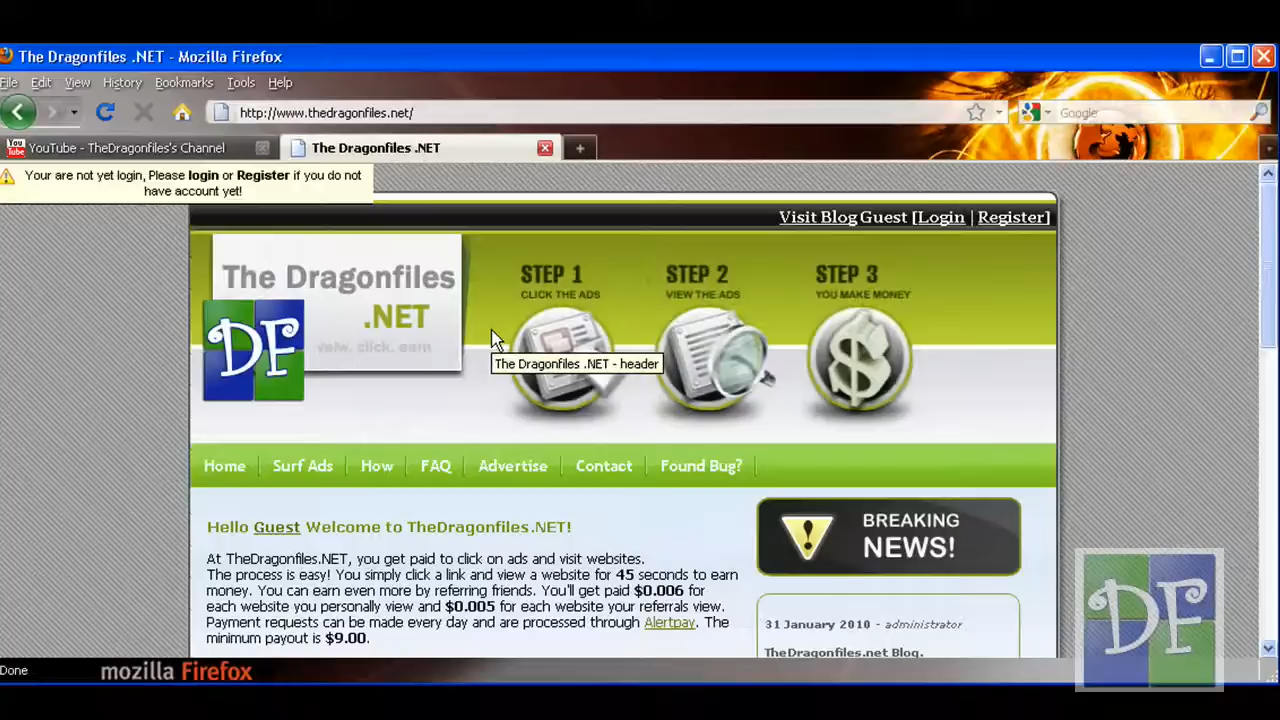 The Dragonfiles .NET - Mozilla Firefox
File Edit View History Bookmarks Tools Help
http://www.thedragonfiles.net/
Google
You Tube
YouTube - TheDragonfiles's Channel
The Dragonfiles .NET
Your are not yet login, Please login or Register if you do not
have account yet!
Visit Blog Guest [Login | Register]
The Dragonfiles
.NET
veiw. click. earn
DF
STEP 1
CLICK THE ADS
STEP 2
VIEW THE ADS
STEP 3
YOU MAKE MONEY
$
The Dragonfiles .NET - header
Home Surf Ads How FAQ Advertise Contact Found Bug?
Hello Guest Welcome to TheDragonfiles.NET!
At TheDragonfiles.NET, you get paid to click on ads and visit websites.
The process is easy! You simply click a link and view a website for 45 seconds to earn
money. You can earn even more by referring friends. You'll get paid $0.006 for
each website you personally view and $0.005 for each website your referrals view.
Payment requests can be made every day and are processed through Alertpay. The
minimum payout is $9.00.
BREAKING
NEWS!
31 January 2010 - administrator
TheDragonfiles.net Blog.
DF
Done
mozilla Firefox